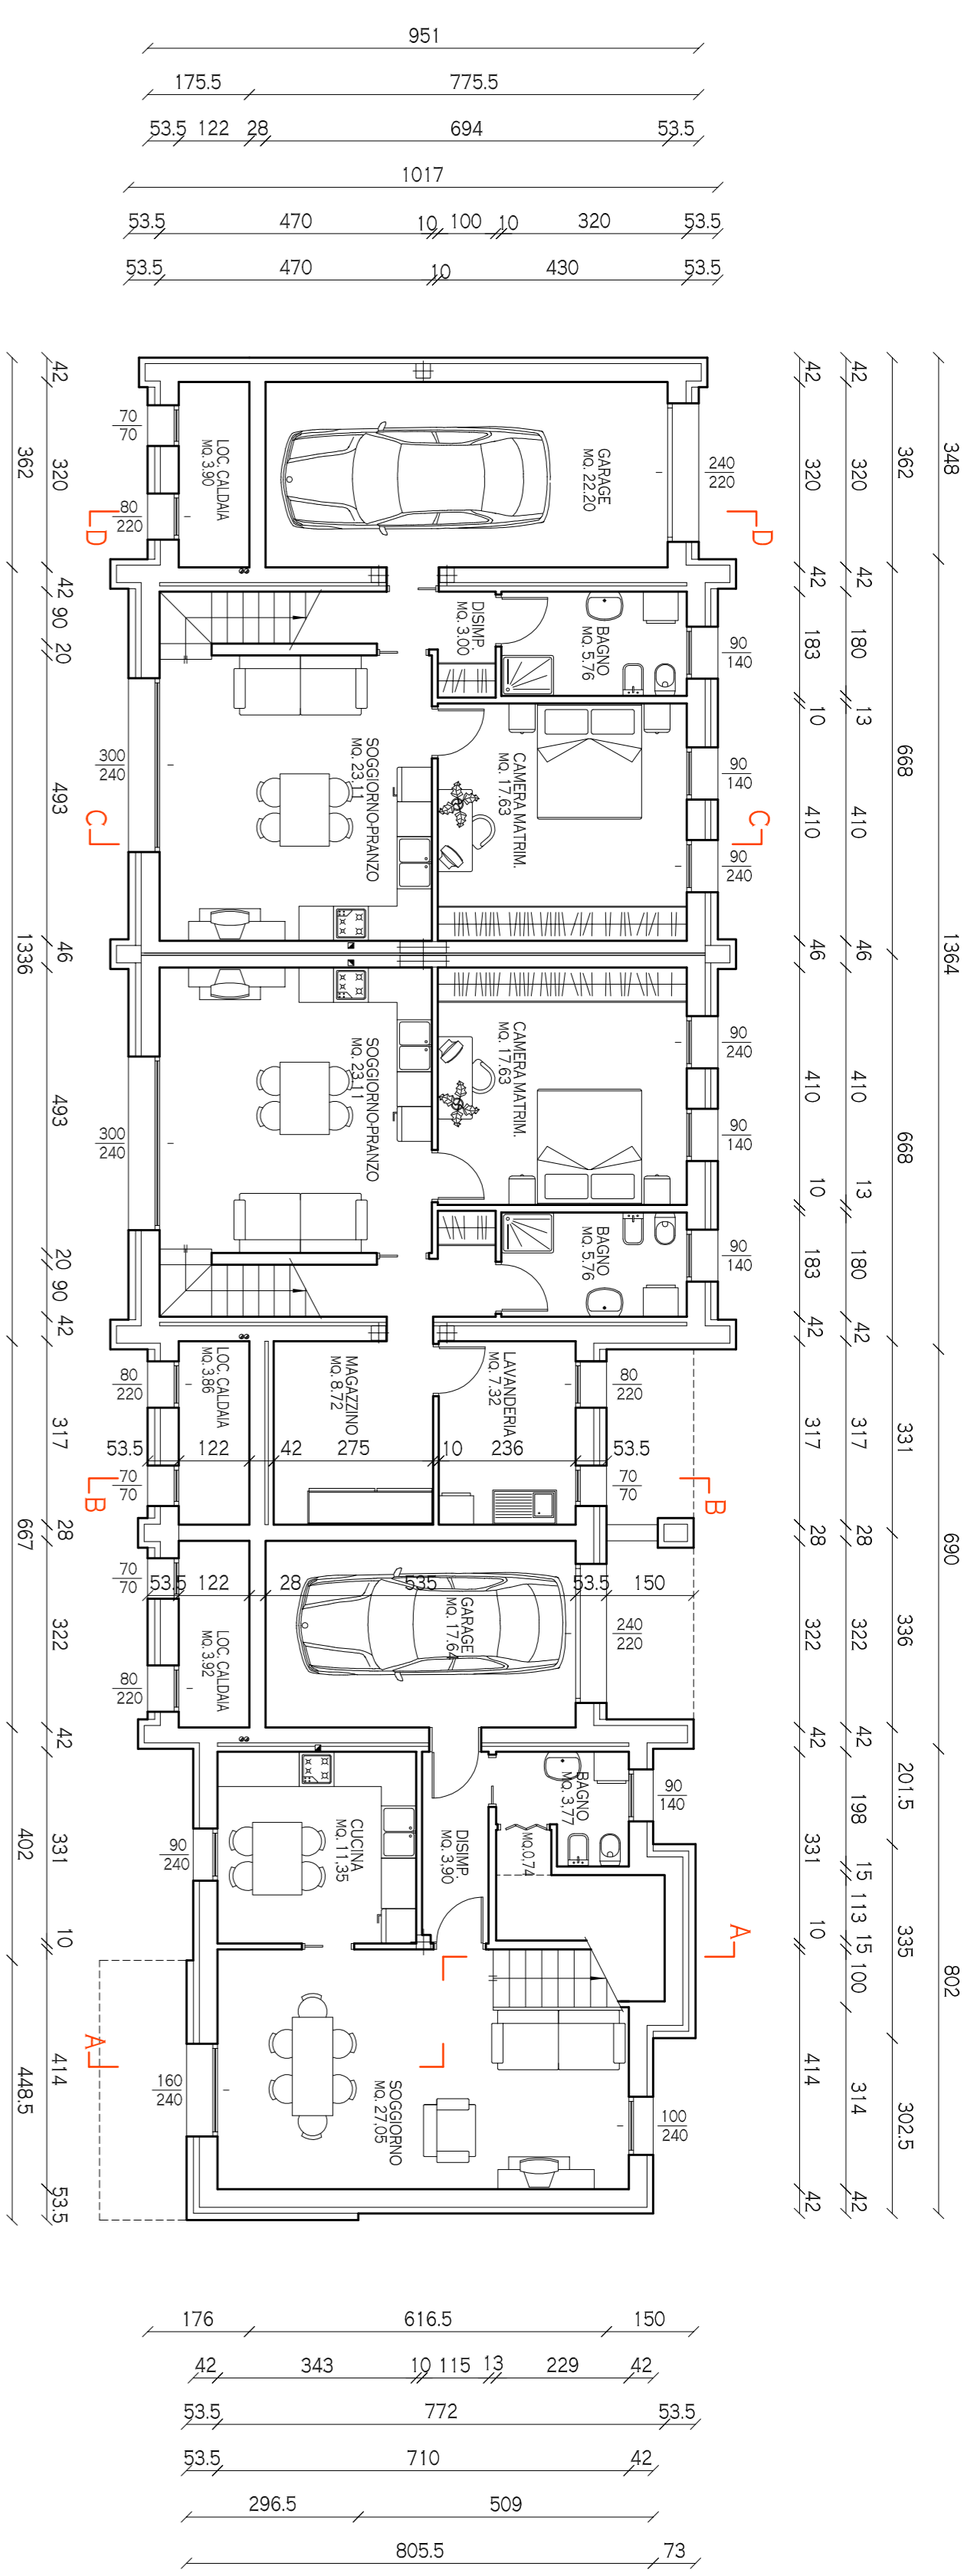 951
175.5 775.5
53.5 122 28 694 53.5
1017
53.5 470 10 100 10 320 53.5
53.5 470 10 430 53.5
348 1364 690 802
362 668 668 331 336 201.5 335 302.5
42 320 42 180 13 410 46 410 13 180 42 317 28 322 42 198 15 113 15 100 314 42
42 320 42 183 10 410 46 410 10 183 42 317 28 322 42 331 10 414 42
240
220
90
140
90
140
90
240
90
240
90
140
90
140
80
220
70
70
240
220
90
140
100
240
D
C
B
A
GARAGE
MQ. 22.20
LOC. CALDAIA
MQ. 3.90
BAGNO
MQ. 5.76
DISIMP.
MQ. 3.00
CAMERA MATRIM.
MQ. 17.63
SOGGIORNO-PRANZO
MQ. 23.11
CAMERA MATRIM.
MQ. 17.63
SOGGIORNO-PRANZO
MQ. 23.11
BAGNO
MQ. 5.76
LAVANDERIA
MQ. 7.32
MAGAZZINO
MQ. 8.72
LOC. CALDAIA
MQ. 3.86
53.5 122 42 275 10 236 53.5
53.5 122 28 535 53.5 150
GARAGE
MQ. 17.64
LOC. CALDAIA
MQ. 3.92
BAGNO
MQ. 3,77
MQ.0,74
DISIMP.
MQ. 3,90
CUCINA
MQ. 11,35
SOGGIORNO
MQ. 27,05
70
70
80
220
300
240
300
240
80
220
70
70
70
70
80
220
90
240
160
240
D
C
B
A
42 320 42 90 20 493 46 493 20 90 42 317 28 322 42 331 10 414 53.5
362 1336 667 402 448.5
176 616.5 150
42 343 10 115 13 229 42
53.5 772 53.5
53.5 710 42
296.5 509
805.5 73